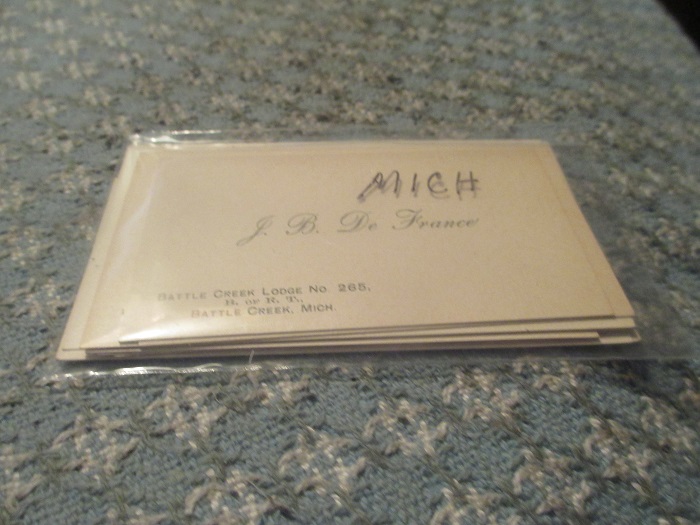 MICH
J. B. De France
BATTLE CREEK LODGE NO. 265,
B. OF R. T.,
BATTLE CREEK, MICH.